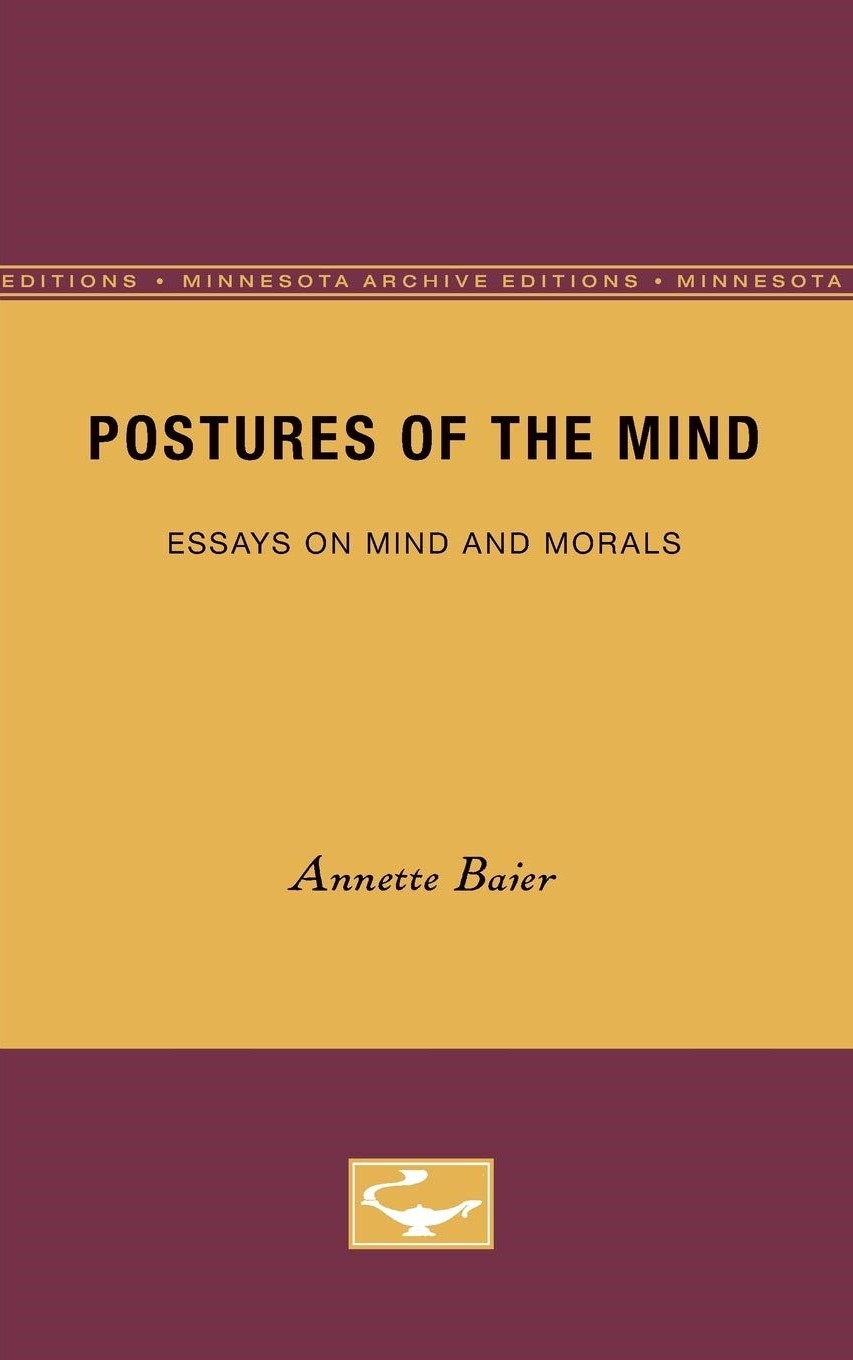 EDITIONS • MINNESOTA ARCHIVE EDITIONS • MINNESOTA
POSTURES OF THE MIND
ESSAYS ON MIND AND MORALS
Annette Baier